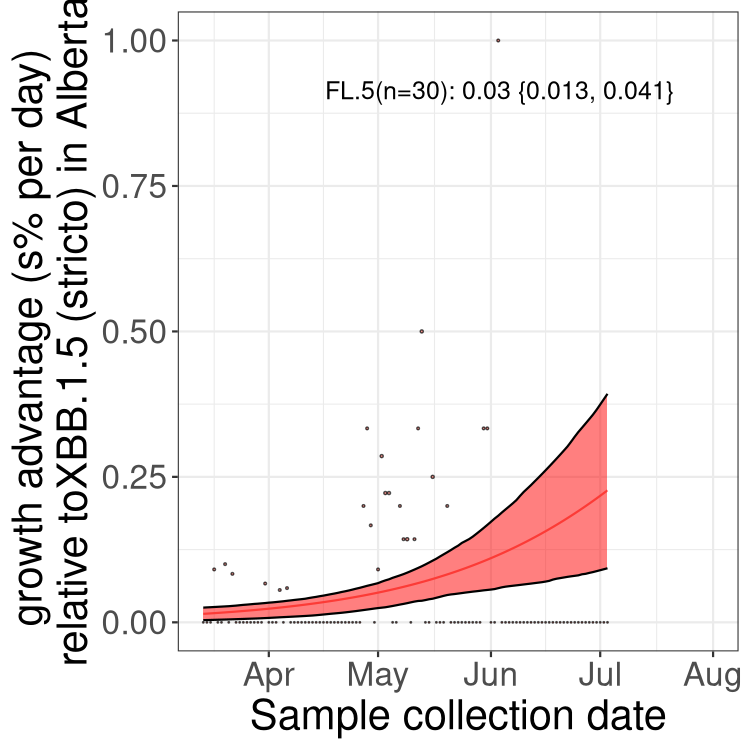 growth advantage (s% per day)
relative toXBB.1.5 (stricto) in Alberta
1.00
0.75
0.50
0.25
0.00
FL.5(n=30): 0.03 {0.013, 0.041}
Apr May Jun Jul Aug
Sample collection date